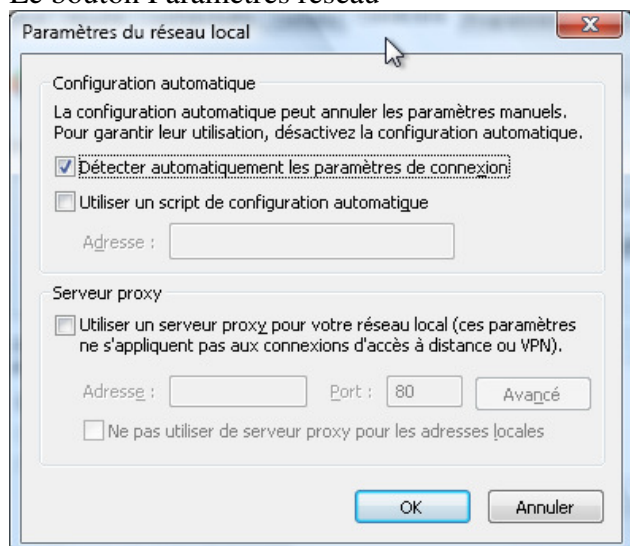 Le bouton Paramètres réseau
Paramètres du réseau local
Configuration automatique
La configuration automatique peut annuler les paramètres manuels.
Pour garantir leur utilisation, désactivez la configuration automatique.
Détecter automatiquement les paramètres de connexion
Utiliser un script de configuration automatique
Adresse :
Serveur proxy
Utiliser un serveur proxy pour votre réseau local (ces paramètres
ne s'appliquent pas aux connexions d'accès à distance ou VPN).
Adresse : Port : 80 Avancé
Ne pas utiliser de serveur proxy pour les adresses locales
OK Annuler